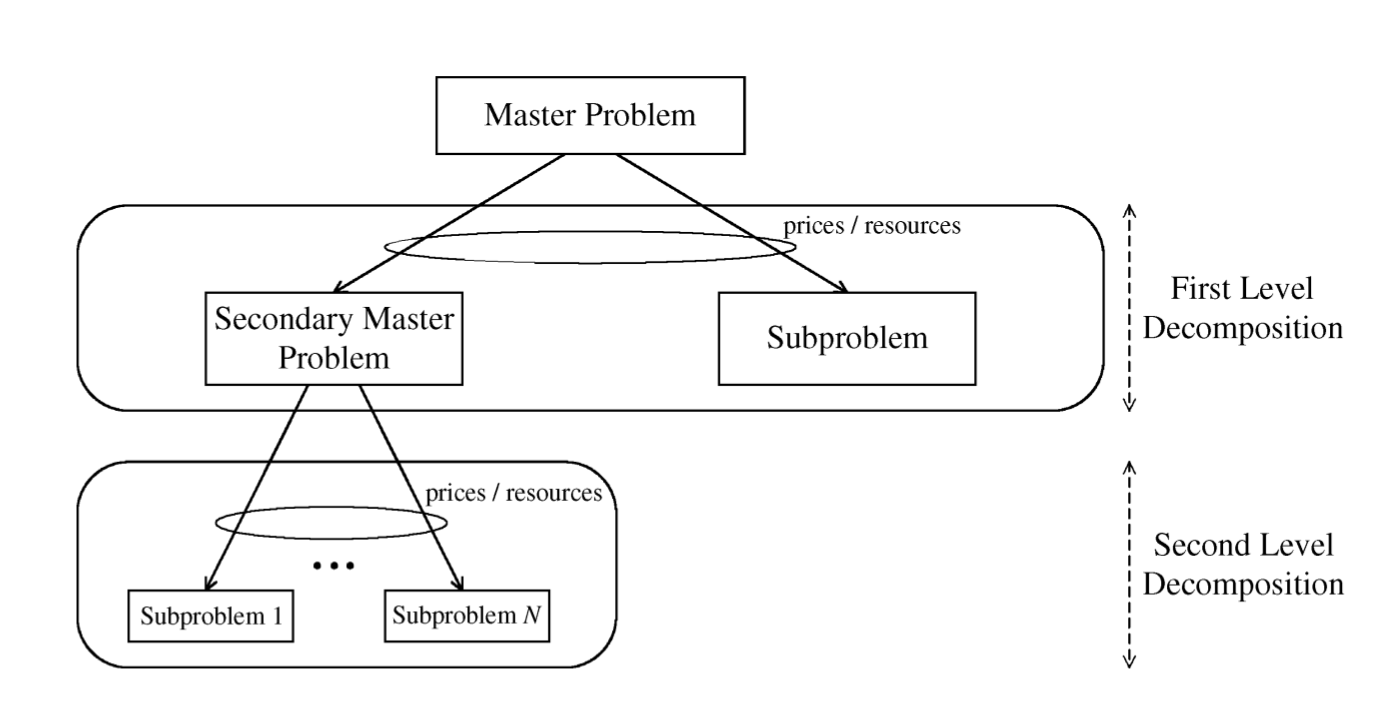 Master Problem
prices / resources
First Level
Decomposition
Secondary Master
Problem
Subproblem
prices / resources
Second Level
Decomposition
Subproblem 1
Subproblem N